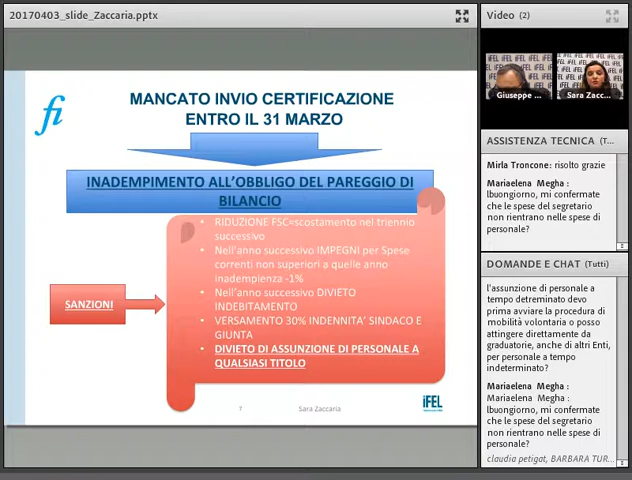 20170403_slide_Zaccaria.pptx
fi
MANCATO INVIO CERTIFICAZIONE
ENTRO IL 31 MARZO
INADEMPIMENTO ALL'OBBLIGO DEL PAREGGIO DI
BILANCIO
• RIDUZIONE FSC=scostamento nel triennio
successivo
• Nell'anno successivo IMPEGNI per Spese
correnti non superiori a quelle anno
inadempienza -1%
• Nell'anno successivo DIVIETO
INDEBITAMENTO
• VERSAMENTO 30% INDENNITA' SINDACO E
GIUNTA
• DIVIETO DI ASSUNZIONE DI PERSONALE A
QUALSIASI TITOLO
SANZIONI
7
Sara Zaccaria
iFEL
Video (2)
Giuseppe ...
Sara Zacc...
ASSISTENZA TECNICA (T...
Mirla Troncone: risolto grazie
Mariaelena Megha :
lbuongiorno, mi confermate
che le spese del segretario
non rientrano nelle spese di
personale?
DOMANDE E CHAT (Tutti)
l'assunzione di personale a
tempo detreminato devo
prima avviare la procedura di
mobilità volontaria o posso
attingere direttamente da
graduatorie, anche di altri Enti,
per personale a tempo
indeterminato?
Mariaelena Megha :
Mariaelena Megha :
lbuongiorno, mi confermate
che le spese del segretario
non rientrano nelle spese di
personale?
claudia petigat, BARBARA TUR...